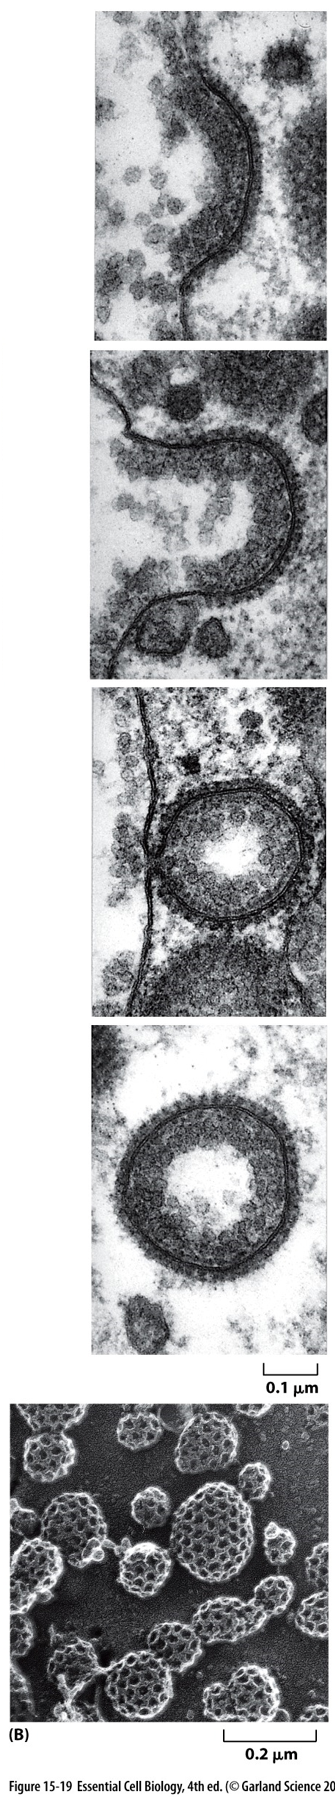 0.1 μm
(B)
0.2 μm
Figure 15-19 Essential Cell Biology, 4th ed. (© Garland Science 20